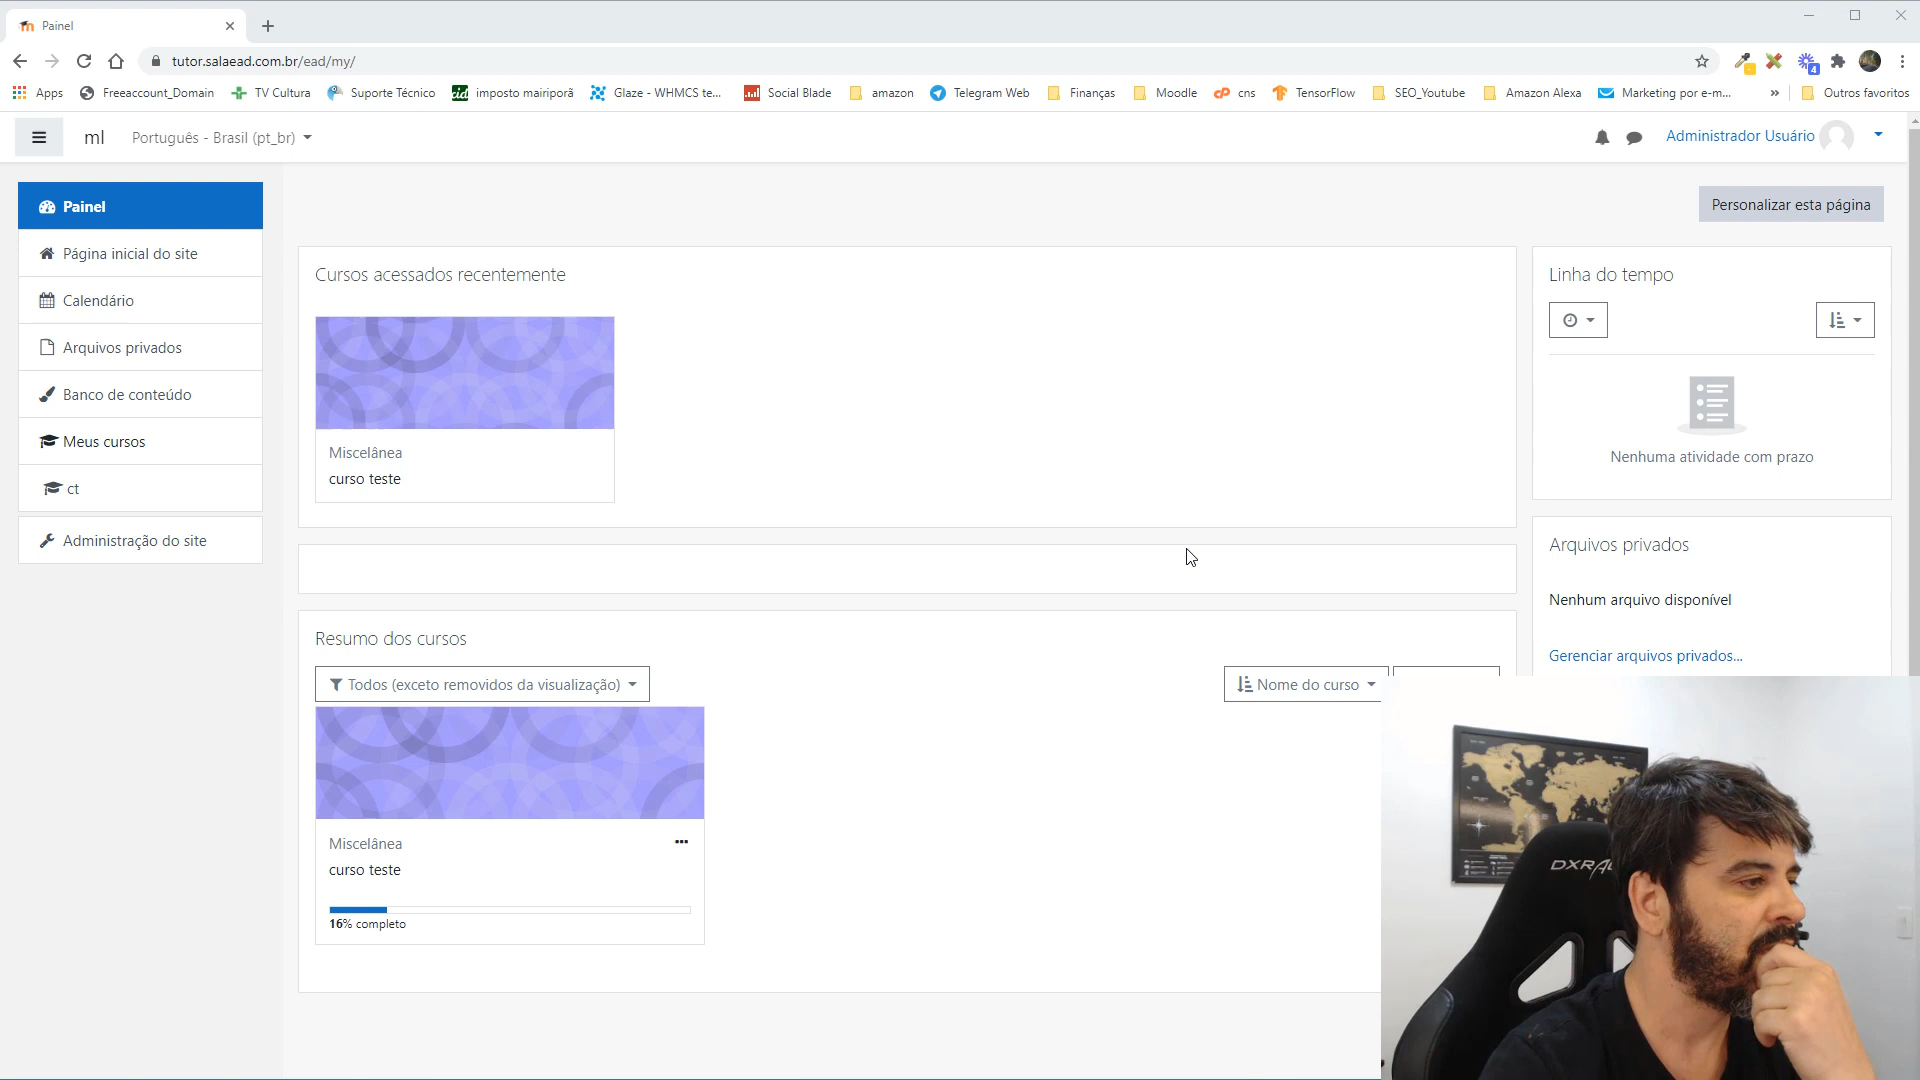 Painel
tutor.salaead.com.br/ead/my/
4
Apps
Freeaccount_Domain
TV Cultura
Suporte Técnico
cid
imposto mairiporã
Glaze - WHMCS te...
Social Blade
amazon
Telegram Web
Finanças
Moodle
cns
TensorFlow
SEO_Youtube
Amazon Alexa
Marketing por e-m...
»
Outros favoritos
ml
Português - Brasil (pt_br)
Administrador Usuário
Painel
Página inicial do site
Calendário
Arquivos privados
Banco de conteúdo
Meus cursos
ct
Administração do site
Personalizar esta página
Cursos acessados recentemente
Miscelânea
curso teste
Resumo dos cursos
Todos (exceto removidos da visualização)
Nome do curso
Miscelânea
curso teste
16% completo
Linha do tempo
Nenhuma atividade com prazo
Arquivos privados
Nenhum arquivo disponível
Gerenciar arquivos privados...